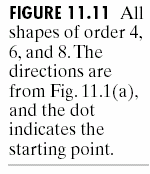 FIGURE 11.11 All
shapes of order 4,
6, and 8. The
directions are
from Fig. 11.1(a),
and the dot
indicates the
starting point.